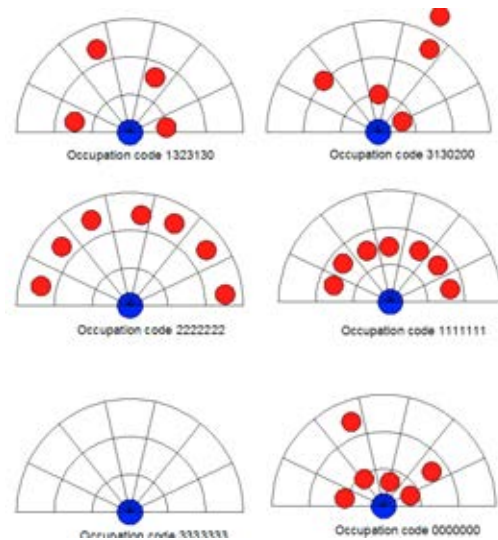 Occupation code 1323130
Occupation code 3130200
Occupation code 2222222
Occupation code 1111111
Occupation code 3333333
Occupation code 0000000